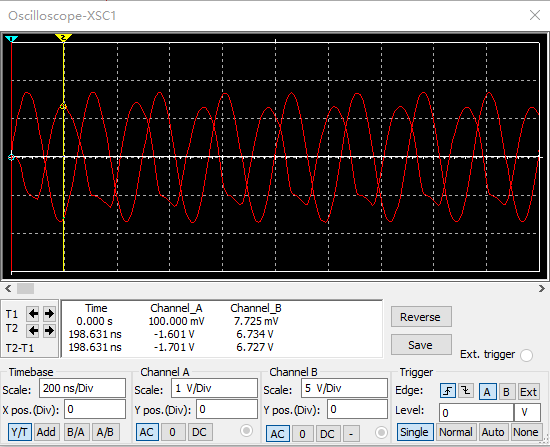 Oscilloscope-XSC1
1
2
T1
T2
T2-T1
Time Channel_A Channel_B
0.000 s 100.000 mV 7.725 mV
198.631 ns -1.601 V 6.734 V
198.631 ns -1.701 V 6.727 V
Reverse
Save
Ext. trigger
Timebase
Scale: 200 ns/Div
X pos.(Div): 0
Y/T Add B/A A/B
Channel A
Scale: 1 V/Div
Y pos.(Div): 0
AC 0 DC
Channel B
Scale: 5 V/Div
Y pos.(Div): 0
AC 0 DC -
Trigger
Edge: A B Ext
Level: 0 V
Single Normal Auto None